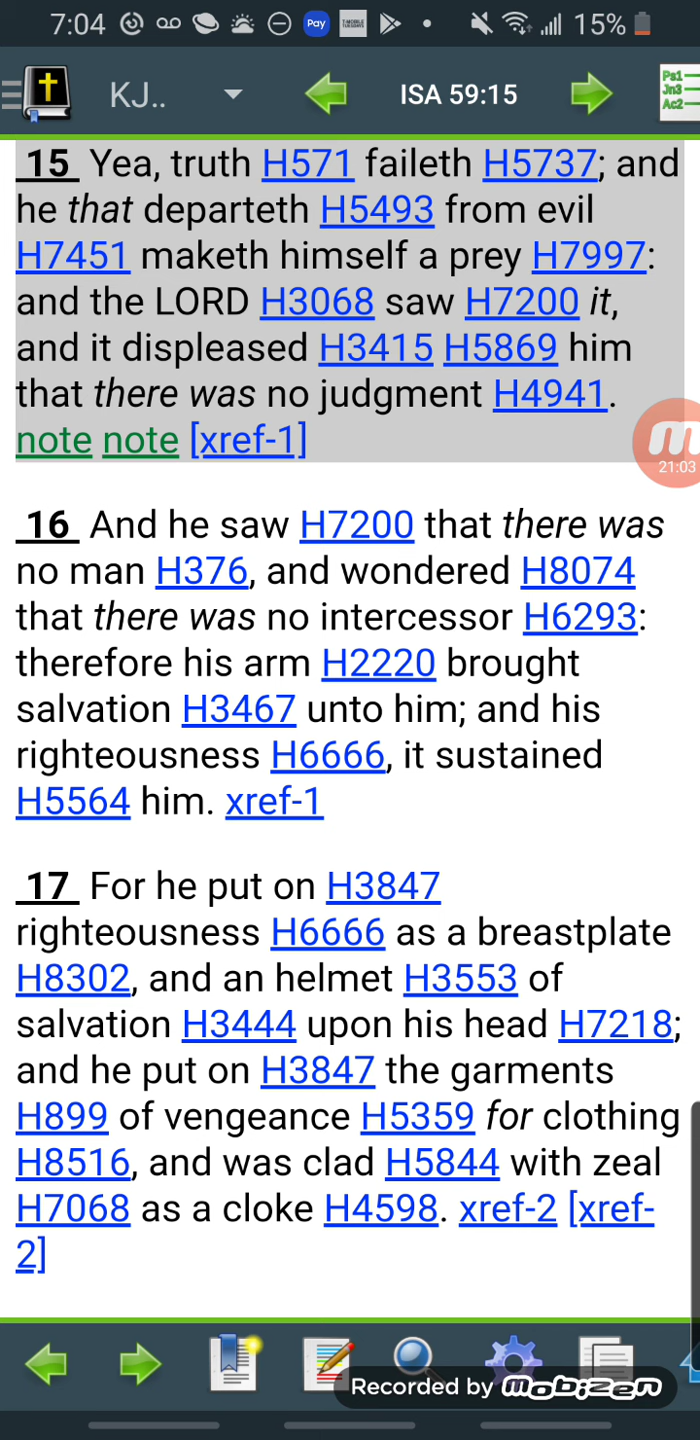 7:04
Pay
15%
KJ..
ISA 59:15
Ps1
Jn3
Ac2
15 Yea, truth H571 faileth H5737; and
he that departeth H5493 from evil
H7451 maketh himself a prey H7997:
and the LORD H3068 saw H7200 it,
and it displeased H3415 H5869 him
that there was no judgment H4941.
note note [xref-1]
21:03
16 And he saw H7200 that there was
no man H376, and wondered H8074
that there was no intercessor H6293:
therefore his arm H2220 brought
salvation H3467 unto him; and his
righteousness H6666, it sustained
H5564 him. xref-1
17 For he put on H3847
righteousness H6666 as a breastplate
H8302, and an helmet H3553 of
salvation H3444 upon his head H7218;
and he put on H3847 the garments
H899 of vengeance H5359 for clothing
H8516, and was clad H5844 with zeal
H7068 as a cloke H4598. xref-2 [xref-
2]
Recorded by mobizen